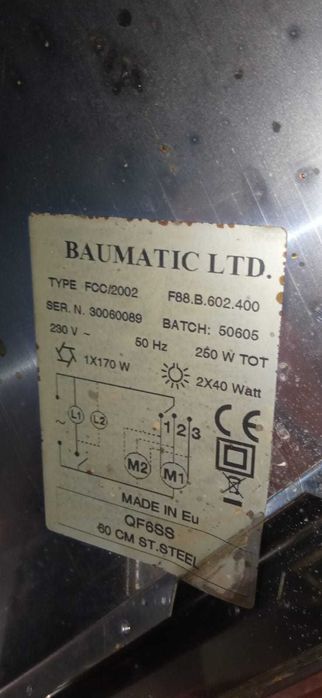 BAUMATIC LTD.
TYPE FCC/2002 F88.B.602.400
SER. N. 30060089 BATCH: 50605
230 V ~ 50 Hz 250 W TOT
1X170 W 2X40 Watt
L1 L2 ~ 1 2 3
M2 M1
CE
MADE IN Eu
QF6SS
60 CM ST.STEEL